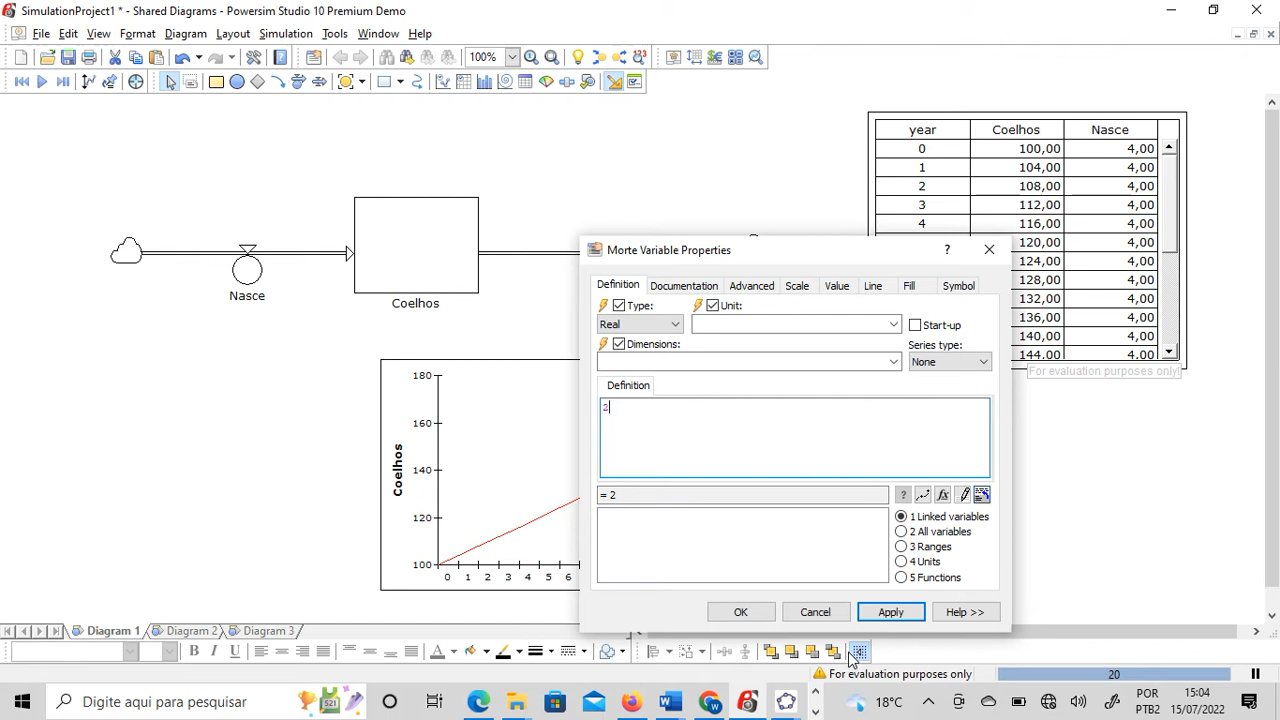 SimulationProject1 * - Shared Diagrams - Powersim Studio 10 Premium Demo
File Edit View Format Diagram Layout Simulation Tools Window Help
100%
year Coelhos Nasce
0 100,00 4,00
1 104,00 4,00
2 108,00 4,00
3 112,00 4,00
4 116,00 4,00
120,00 4,00
124,00 4,00
128,00 4,00
132,00 4,00
136,00 4,00
140,00 4,00
144,00 4,00
For evaluation purposes only!
Nasce
Coelhos
Morte Variable Properties
Definition Documentation Advanced Scale Value Line Fill Symbol
Type: Unit:
Real
Start-up
Dimensions:
Series type:
None
Definition
2
= 2
1 Linked variables
2 All variables
3 Ranges
4 Units
5 Functions
OK Cancel Apply Help >>
180
160
140
120
100
Coelhos
0 1 2 3 4 5 6
Diagram 1 Diagram 2 Diagram 3
B I U A
For evaluation purposes only
20
Digite aqui para pesquisar
521
18°C
POR
PTB2
15:04
15/07/2022